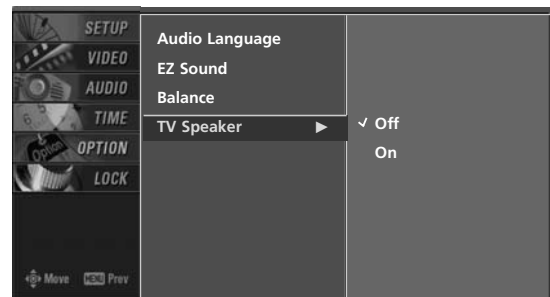 SETUP
VIDEO
AUDIO
TIME
OPTION
LOCK
Move MENU Prev
Audio Language
EZ Sound
Balance
TV Speaker ▶
✓ Off
On